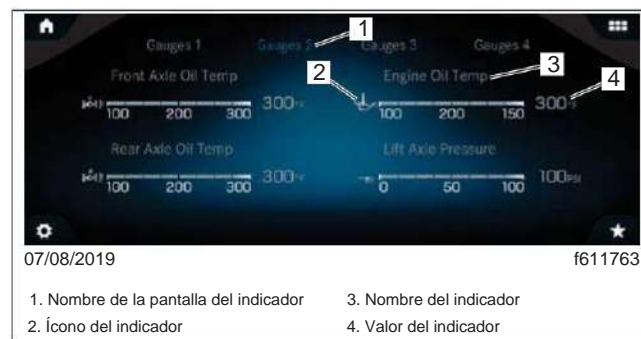 1
Gauges 1 Gauges 2 Gauges 3 Gauges 4
2 3 4
Front Axle Oil Temp Engine Oil Temp
100 200 300 300 100 200 150 300
Rear Axle Oil Temp Lift Axle Pressure
100 200 300 300 0 50 100 100 PSI
07/08/2019 f611763
1. Nombre de la pantalla del indicador 3. Nombre del indicador
2. Ícono del indicador 4. Valor del indicador